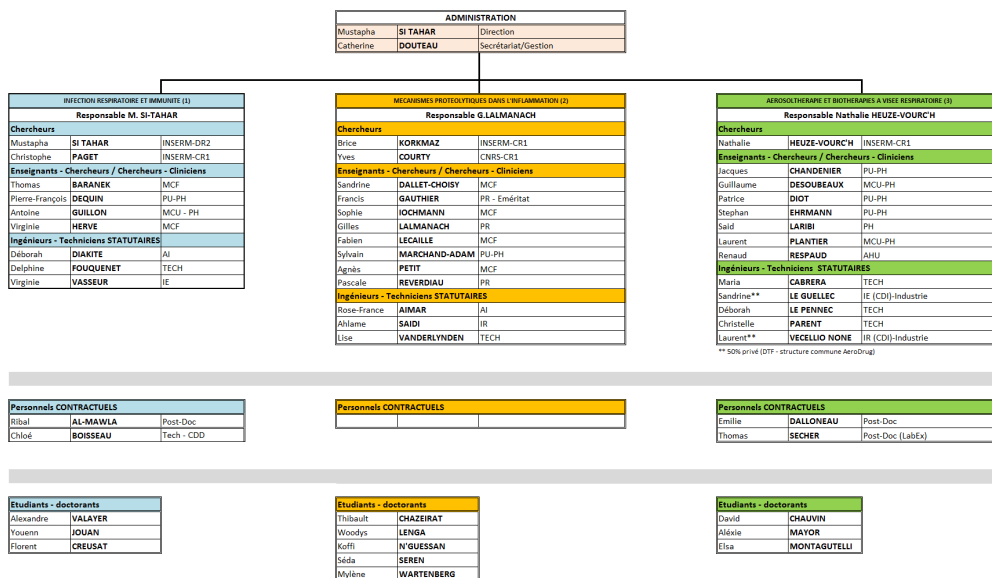 ADMINISTRATION
Mustapha SI TAHAR Direction
Catherine DOUTEAU Secrétariat/Gestion
INFECTION RESPIRATOIRE ET IMMUNITE (1)
Responsable M. SI-TAHAR
Chercheurs
Mustapha SI TAHAR INSERM-DR2
Christophe PAGET INSERM-CR1
Enseignants - Chercheurs / Chercheurs - Cliniciens
Thomas BARANEK MCF
Pierre-François DEQUIN PU-PH
Antoine GUILLON MCU - PH
Virginie HERVE MCF
Ingénieurs - Techniciens STATUTAIRES
Déborah DIAKITE AI
Delphine FOUQUENET TECH
Virginie VASSEUR IE
MECANISMES PROTEOLYTIQUES DANS L'INFLAMMATION (2)
Responsable G.LALMANACH
Chercheurs
Brice KORKMAZ INSERM-CR1
Yves COURTY CNRS-CR1
Enseignants - Chercheurs / Chercheurs - Cliniciens
Sandrine DALLET-CHOISY MCF
Francis GAUTHIER PR - Eméritat
Sophie IOCHMANN MCF
Gilles LALMANACH PR
Fabien LECAILLE MCF
Sylvain MARCHAND-ADAM PU-PH
Agnès PETIT MCF
Pascale REVERDIAU PR
Ingénieurs - Techniciens STATUTAIRES
Rose-France AIMAR AI
Ahlame SAIDI IR
Lise VANDERLYNDEN TECH
AEROSOLTHERAPIE ET BIOTHERAPIES A VISEE RESPIRATOIRE (3)
Responsable Nathalie HEUZE-VOURC'H
Chercheurs
Nathalie HEUZE-VOURC'H INSERM-CR1
Enseignants - Chercheurs / Chercheurs - Cliniciens
Jacques CHANDENIER PU-PH
Guillaume DESOUBEAUX MCU-PH
Patrice DIOT PU-PH
Stephan EHRMANN PU-PH
Said LARIBI PH
Laurent PLANTIER MCU-PH
Renaud RESPAUD AHU
Ingénieurs - Techniciens STATUTAIRES
Maria CABRERA TECH
Sandrine** LE GUELLEC IE (CDI)-Industrie
Déborah LE PENNEC TECH
Christelle PARENT TECH
Laurent** VECELLIO NONE IR (CDI)-Industrie
** 50% privé (DTF - structure commune AeroDrug)
Personnels CONTRACTUELS
Ribal AL-MAWLA Post-Doc
Chloé BOISSEAU Tech - CDD
Personnels CONTRACTUELS
Personnels CONTRACTUELS
Emilie DALLONEAU Post-Doc
Thomas SECHER Post-Doc (LabEx)
Etudiants - doctorants
Alexandre VALAYER
Youenn JOUAN
Florent CREUSAT
Etudiants - doctorants
Thibault CHAZEIRAT
Woodys LENGA
Koffi N'GUESSAN
Séda SEREN
Mylène WARTENBERG
Etudiants - doctorants
David CHAUVIN
Aléxie MAYOR
Elsa MONTAGUTELLI